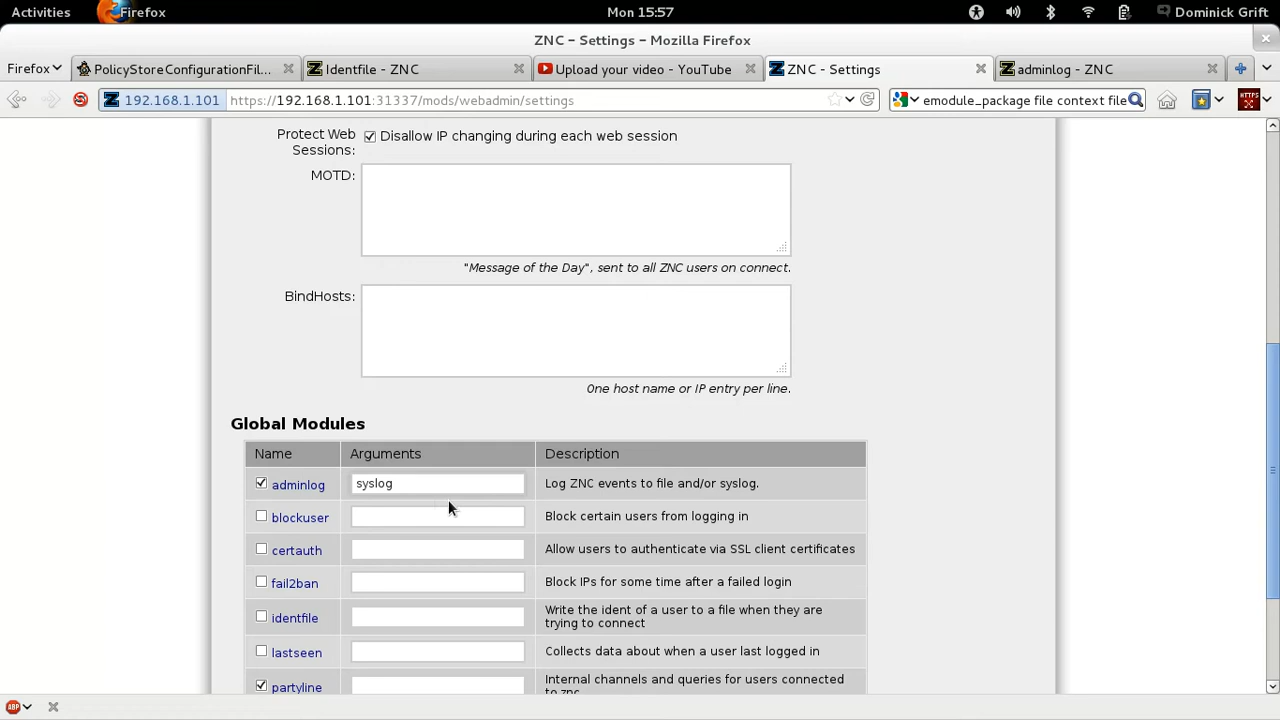 Activities Firefox Mon 15:57 Dominick Grift
ZNC - Settings - Mozilla Firefox
Firefox PolicyStoreConfigurationFil... Identfile - ZNC Upload your video - YouTube ZNC - Settings adminlog - ZNC
192.168.1.101 https://192.168.1.101:31337/mods/webadmin/settings emodule_package file context file
Protect Web Sessions: Disallow IP changing during each web session
MOTD:
"Message of the Day", sent to all ZNC users on connect.
BindHosts:
One host name or IP entry per line.
Global Modules
Name Arguments Description
adminlog syslog Log ZNC events to file and/or syslog.
blockuser Block certain users from logging in
certauth Allow users to authenticate via SSL client certificates
fail2ban Block IPs for some time after a failed login
identfile Write the ident of a user to a file when they are trying to connect
lastseen Collects data about when a user last logged in
partyline Internal channels and queries for users connected to znc
ABP